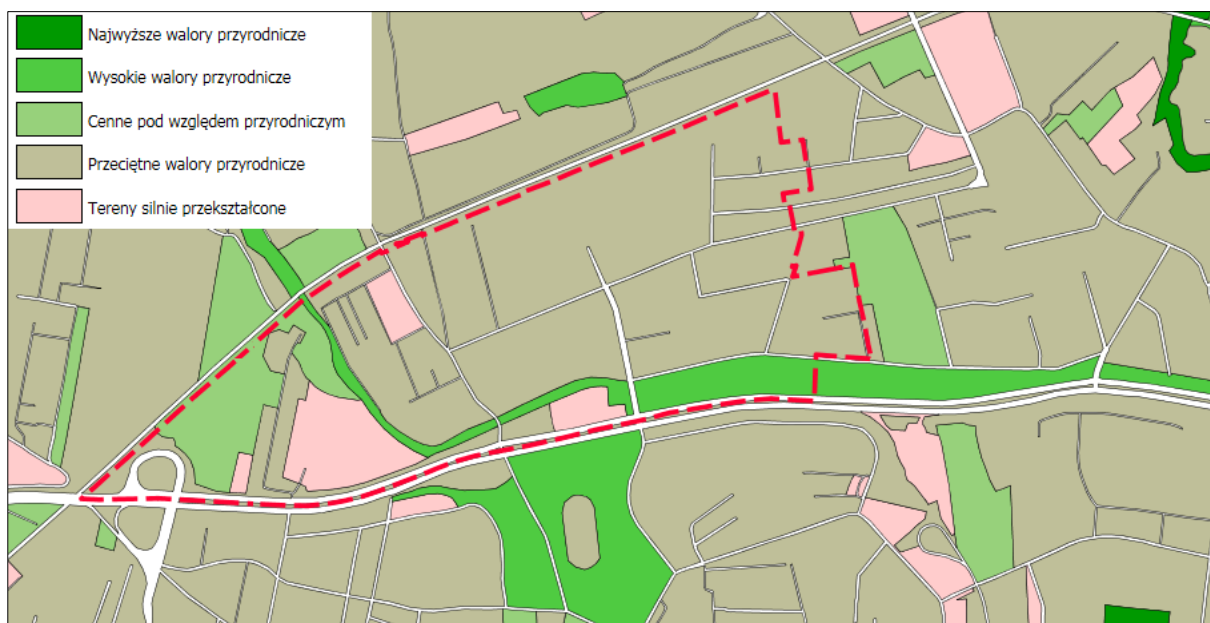 Najwyższe walory przyrodnicze
Wysokie walory przyrodnicze
Cenne pod względem przyrodniczym
Przeciętne walory przyrodnicze
Tereny silnie przekształcone